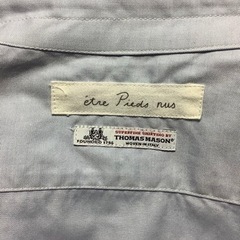 être Pieds nus
SUPERFINE SHIRTING BY
THOMAS MASON®
FOUNDED 1796 WOVEN IN ITALY